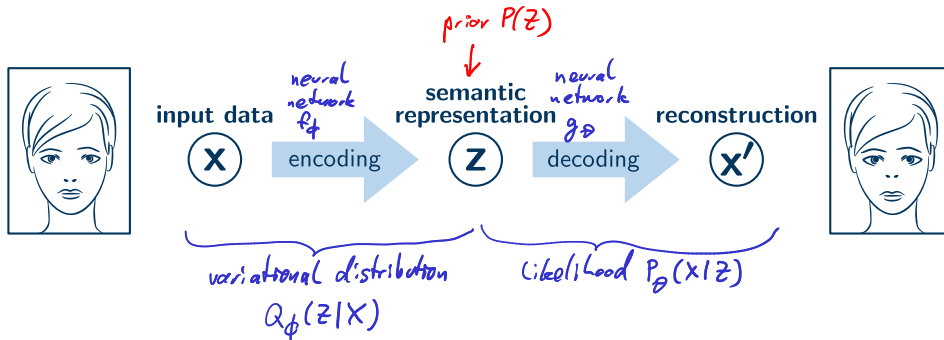 prior P(Z)
neural
network
fϕ
neural
network
gθ
input data
semantic
representation
reconstruction
X
encoding
Z
decoding
X′
variational distribution
Qϕ(Z|X)
Likelihood Pθ(X|Z)